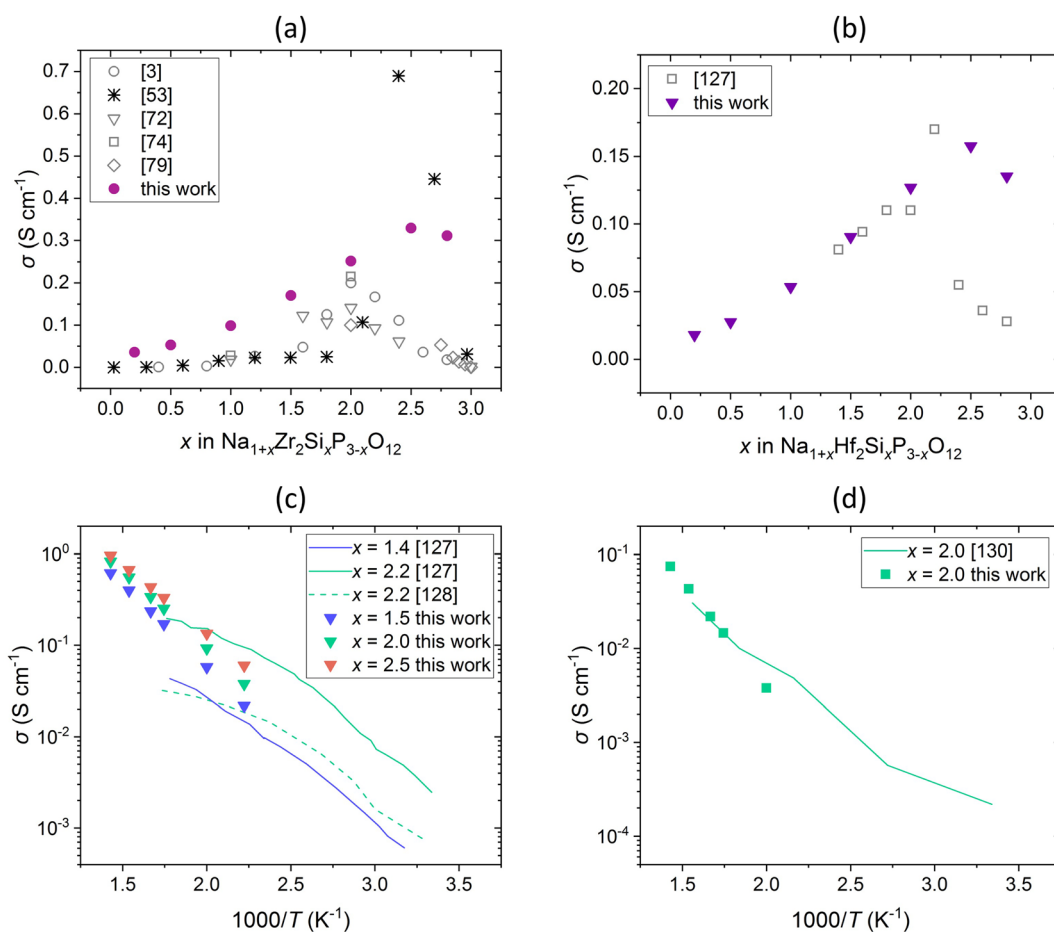 (a)
0.7
0.6
0.5
0.4
0.3
0.2
0.1
0.0
σ (S cm⁻¹)
[3]
[53]
[72]
[74]
[79]
this work
0.0 0.5 1.0 1.5 2.0 2.5 3.0
x in Na₁₊ₓZr₂SiₓP₃₋ₓO₁₂
(b)
0.20
0.15
0.10
0.05
0.00
σ (S cm⁻¹)
[127]
this work
0.0 0.5 1.0 1.5 2.0 2.5 3.0
x in Na₁₊ₓHf₂SiₓP₃₋ₓO₁₂
(c)
10⁰
10⁻¹
10⁻²
10⁻³
σ (S cm⁻¹)
x = 1.4 [127]
x = 2.2 [127]
x = 2.2 [128]
x = 1.5 this work
x = 2.0 this work
x = 2.5 this work
1.5 2.0 2.5 3.0 3.5
1000/T (K⁻¹)
(d)
10⁻¹
10⁻²
10⁻³
10⁻⁴
σ (S cm⁻¹)
x = 2.0 [130]
x = 2.0 this work
1.5 2.0 2.5 3.0 3.5
1000/T (K⁻¹)